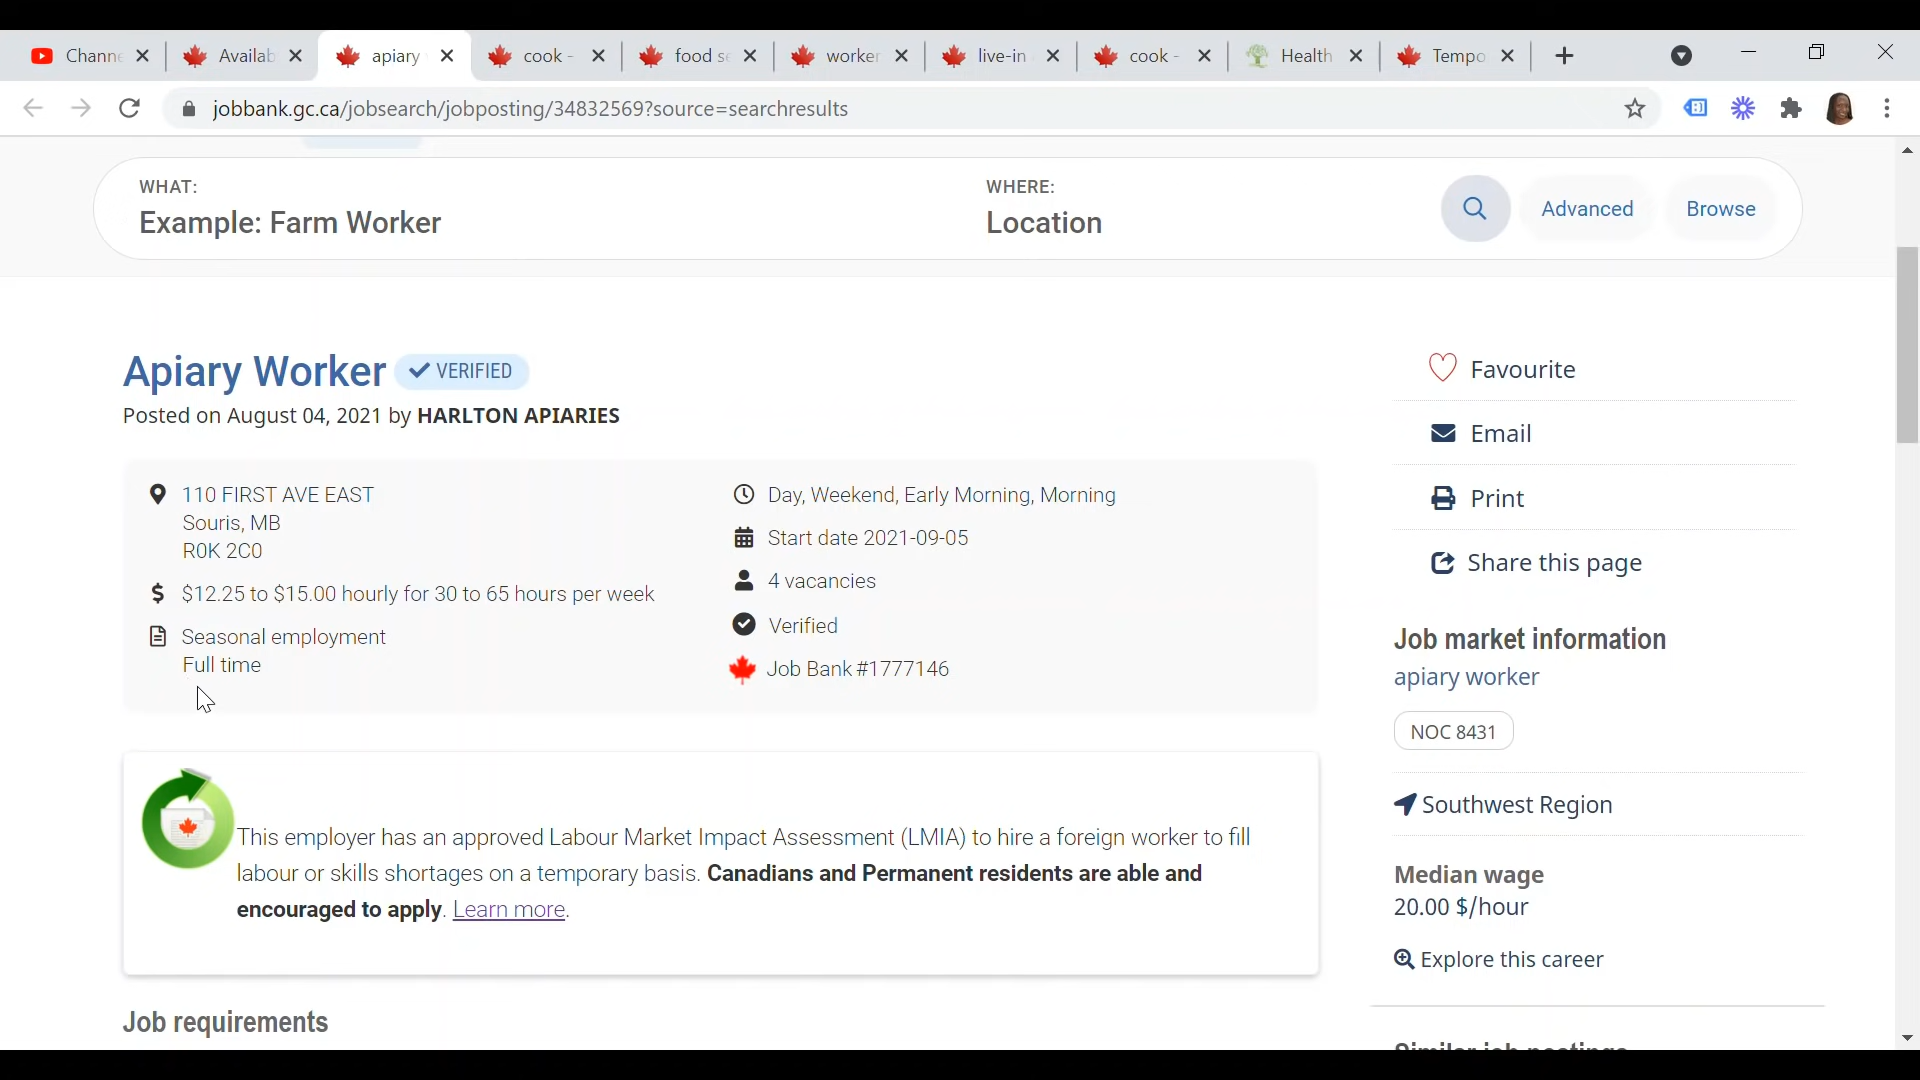 Channe
Availab
apiary
cook -
food se
worker
live-in
cook -
Health
Tempo
jobbank.gc.ca/jobsearch/jobposting/34832569?source=searchresults
WHAT:
Example: Farm Worker
WHERE:
Location
Advanced
Browse
Apiary Worker
VERIFIED
Posted on August 04, 2021 by HARLTON APIARIES
110 FIRST AVE EAST
Souris, MB
R0K 2C0
$12.25 to $15.00 hourly for 30 to 65 hours per week
Seasonal employment
Full time
Day, Weekend, Early Morning, Morning
Start date 2021-09-05
4 vacancies
Verified
Job Bank #1777146
This employer has an approved Labour Market Impact Assessment (LMIA) to hire a foreign worker to fill
labour or skills shortages on a temporary basis. Canadians and Permanent residents are able and
encouraged to apply. Learn more.
Job requirements
Favourite
Email
Print
Share this page
Job market information
apiary worker
NOC 8431
Southwest Region
Median wage
20.00 $/hour
Explore this career
Similar job postings